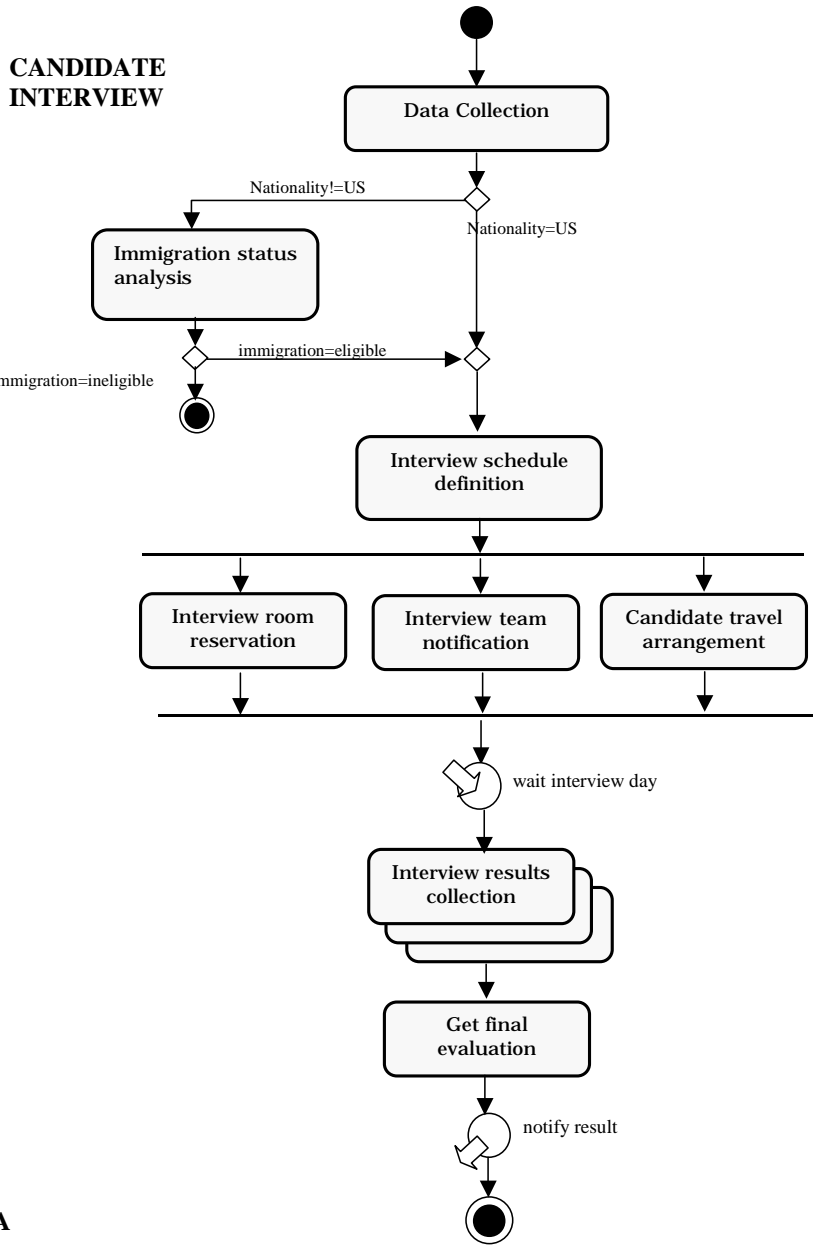 CANDIDATE
INTERVIEW
Data Collection
Nationality!=US
Nationality=US
Immigration status
analysis
immigration=eligible
mmigration=ineligible
Interview schedule
definition
Interview room
reservation
Interview team
notification
Candidate travel
arrangement
wait interview day
Interview results
collection
Get final
evaluation
notify result
A